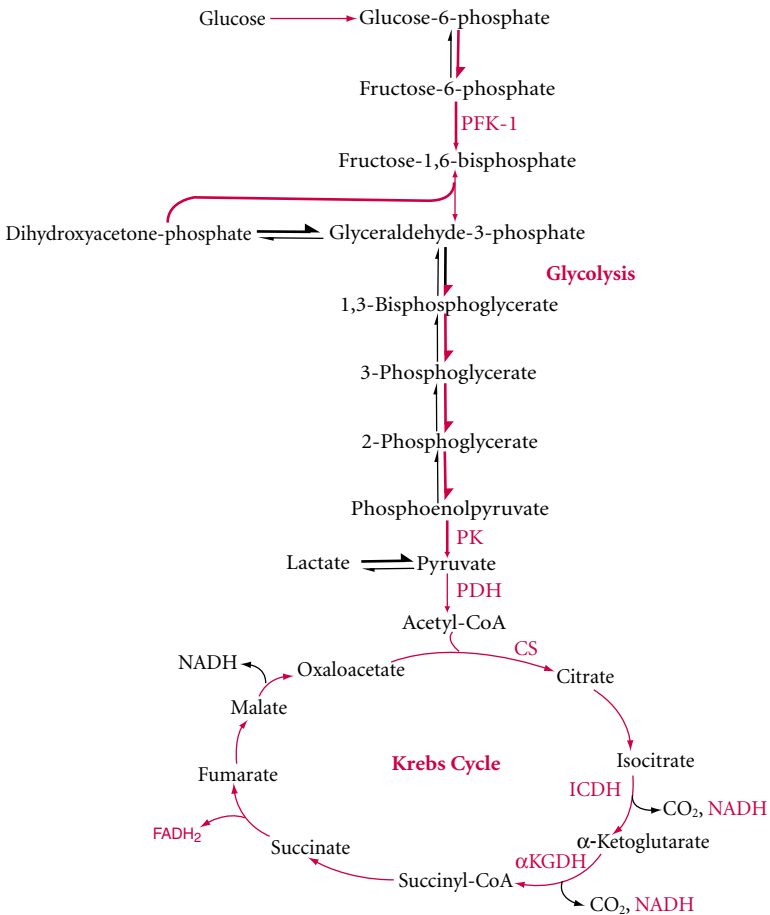 Glucose
Glucose-6-phosphate
Fructose-6-phosphate
PFK-1
Fructose-1,6-bisphosphate
Dihydroxyacetone-phosphate
Glyceraldehyde-3-phosphate
Glycolysis
1,3-Bisphosphoglycerate
3-Phosphoglycerate
2-Phosphoglycerate
Phosphoenolpyruvate
PK
Lactate
Pyruvate
PDH
Acetyl-CoA
CS
NADH
Oxaloacetate
Citrate
Malate
Krebs Cycle
Isocitrate
Fumarate
ICDH
CO₂, NADH
FADH₂
α-Ketoglutarate
Succinate
αKGDH
Succinyl-CoA
CO₂, NADH